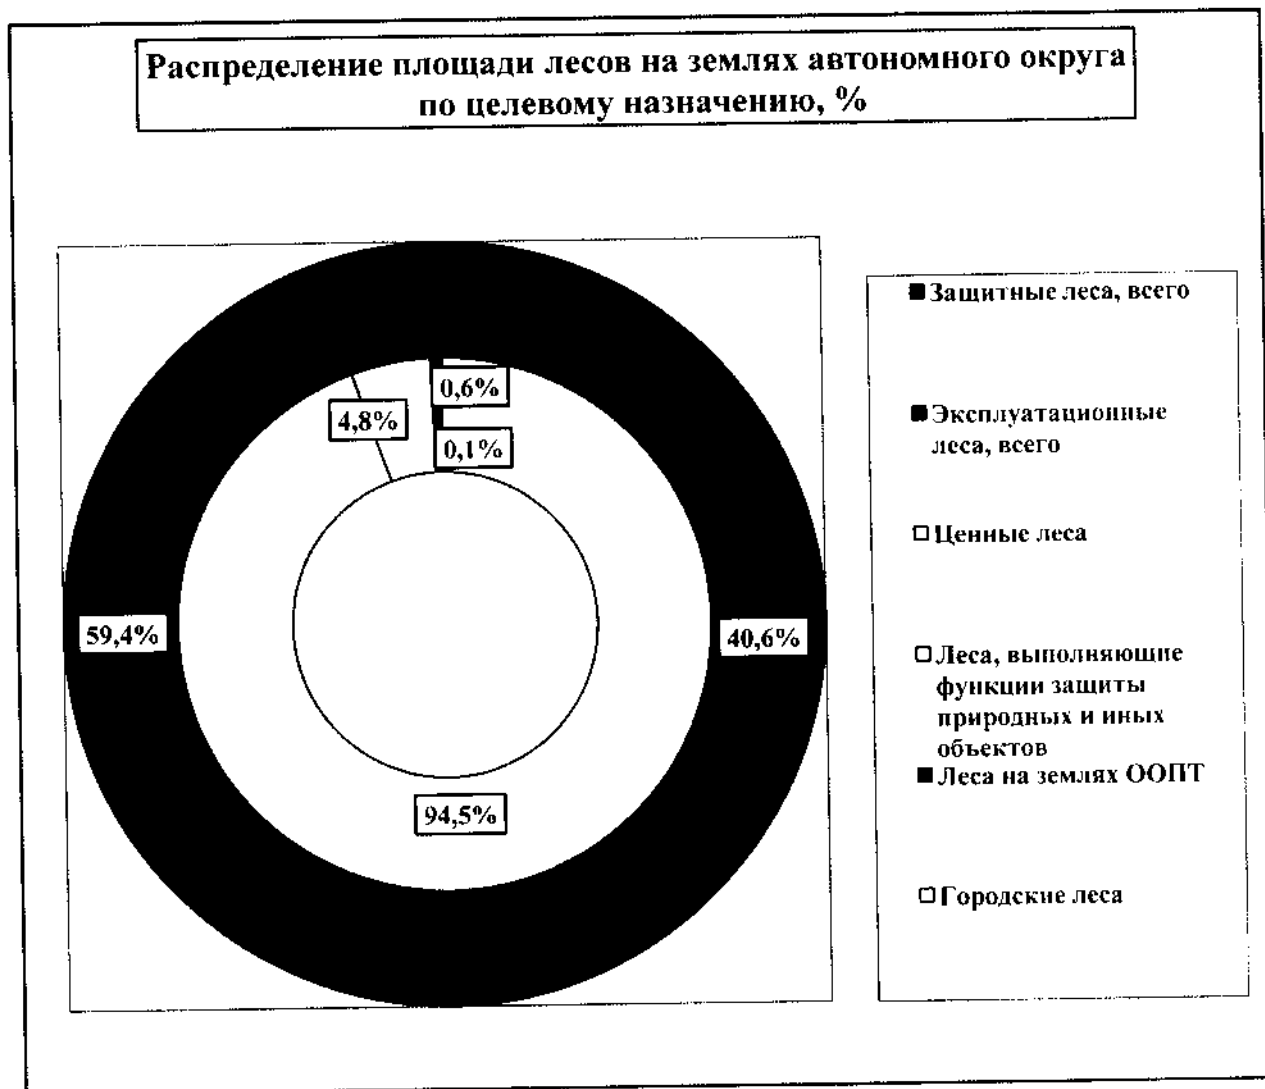 Распределение площади лесов на землях автономного округа
по целевому назначению, %
0,6%
4,8%
0,1%
59,4%
40,6%
94,5%
Защитные леса, всего
Эксплуатационные
леса, всего
Ценные леса
Леса, выполняющие
функции защиты
природных и иных
объектов
Леса на землях ООПТ
Городские леса